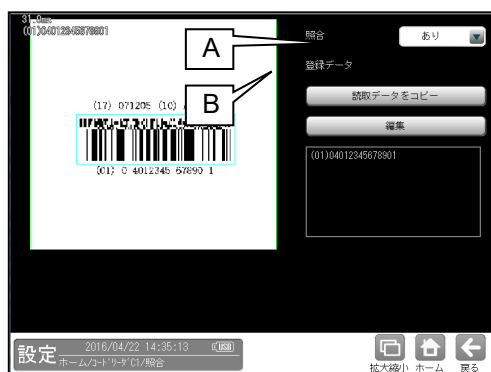 31.0ms
(01)04012345678901
照合
あり
A
登録データ
B
読取データをコピー
(17) 071205 (10)
編集
(01)04012345678901
(01) 0 4012345 67890 1
設定
2016/04/22 14:35:13
USB
ホーム/コードリーダC1/照合
拡大縮小
ホーム
戻る